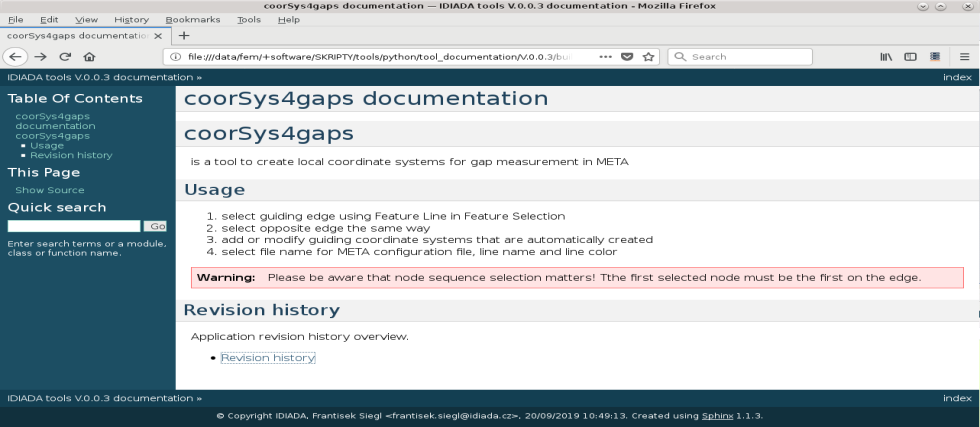 coorSys4gaps documentation — IDIADA tools V.0.0.3 documentation - Mozilla Firefox
File Edit View History Bookmarks Tools Help
coorSys4gaps documentation
file:///data/fem/+software/SKRIPTY/tools/python/tool_documentation/V.0.0.3/bui
Search
IDIADA tools V.0.0.3 documentation »
index
Table Of Contents
coorSys4gaps
documentation
coorSys4gaps
Usage
Revision history
This Page
Show Source
Quick search
Go
Enter search terms or a module,
class or function name.
coorSys4gaps documentation
coorSys4gaps
is a tool to create local coordinate systems for gap measurement in META
Usage
1. select guiding edge using Feature Line in Feature Selection
2. select opposite edge the same way
3. add or modify guiding coordinate systems that are automatically created
4. select file name for META configuration file, line name and line color
Warning: Please be aware that node sequence selection matters! Tthe first selected node must be the first on the edge.
Revision history
Application revision history overview.
• Revision history
IDIADA tools V.0.0.3 documentation »
index
© Copyright IDIADA, Frantisek Siegl <frantisek.siegl@idiada.cz>, 20/09/2019 10:49:13. Created using Sphinx 1.1.3.